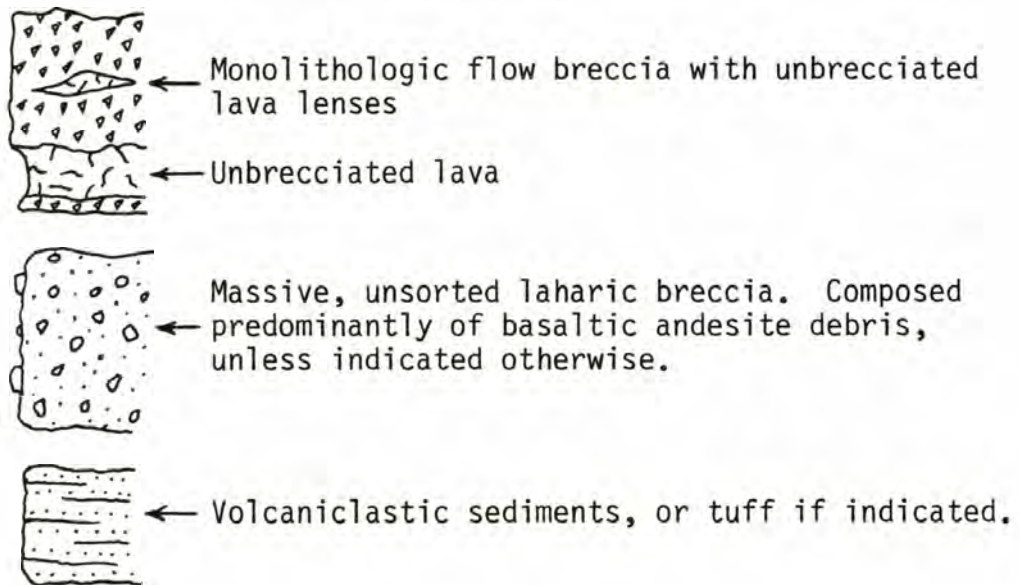 Monolithologic flow breccia with unbrecciated
lava lenses
Unbrecciated lava
Massive, unsorted laharic breccia. Composed
predominantly of basaltic andesite debris,
unless indicated otherwise.
Volcaniclastic sediments, or tuff if indicated.